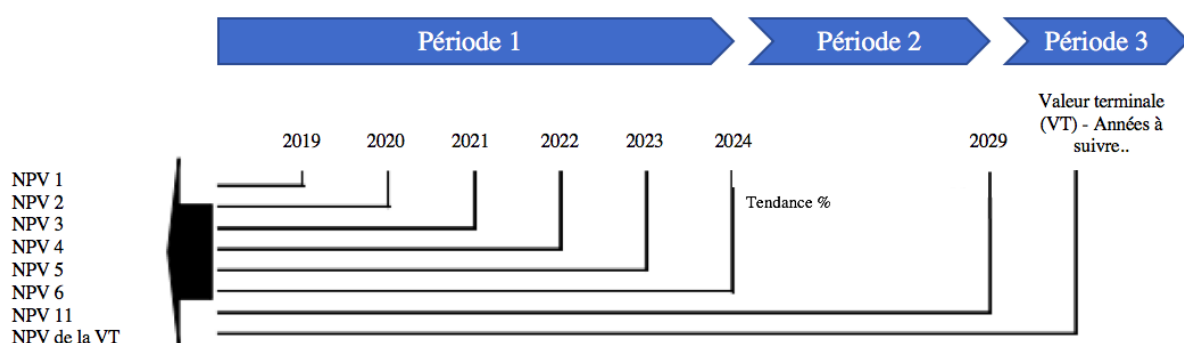 Période 1
Période 2
Période 3
Valeur terminale
(VT) - Années à
suivre..
2019
2020
2021
2022
2023
2024
2029
NPV 1
NPV 2
Tendance %
NPV 3
NPV 4
NPV 5
NPV 6
NPV 11
NPV de la VT